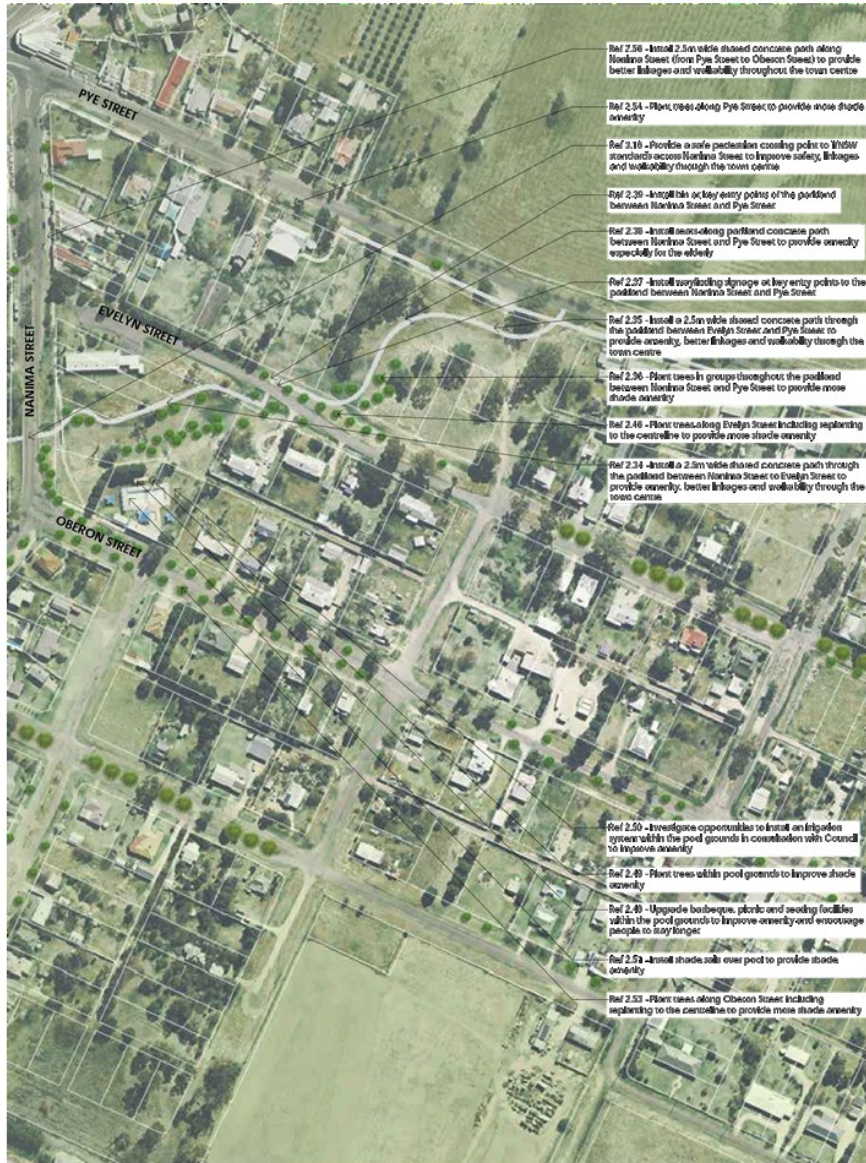 Ref 2.56 - Install 2.5m wide shared concrete path along
Nanima Street (from Pye Street to Oberon Street) to provide
better linkages and walkability throughout the town centre
PYE STREET
Ref 2.54 - Plant trees along Pye Street to provide more shade
amenity
Ref 3.16 - Provide a safe pedestrian crossing point to TfNSW
standards across Nanima Street to improve safety, linkages
and walkability through the town centre
Ref 2.39 - Install bin at key entry points of the parkland
between Nanima Street and Pye Street
Ref 2.38 - Install seats along parkland concrete path
between Nanima Street and Pye Street to provide amenity
especially for the elderly
Ref 2.37 - Install wayfinding signage at key entry points to the
parkland between Nanima Street and Pye Street
EVELYN STREET
Ref 2.35 - Install a 2.5m wide shared concrete path through
the parkland between Evelyn Street and Pye Street to
provide amenity, better linkages and walkability through the
town centre
NANIMA STREET
Ref 2.36 - Plant trees in groups throughout the parkland
between Nanima Street and Pye Street to provide more
shade amenity
Ref 2.46 - Plant trees along Evelyn Street including replanting
to the centreline to provide more shade amenity
Ref 2.34 - Install a 2.5m wide shared concrete path through
the parkland between Nanima Street to Evelyn Street to
provide amenity, better linkages and walkability through the
town centre
OBERON STREET
Ref 2.50 - Investigate opportunities to install an irrigation
system within the pool grounds in consultation with Council
to improve amenity
Ref 2.49 - Plant trees within pool grounds to improve shade
amenity
Ref 2.49 - Upgrade barbeque, picnic and seating facilities
within the pool grounds to improve amenity and encourage
people to stay longer
Install shade sails over pool to provide shade
amenity
Ref 2.53 - Plant trees along Oberon Street including
replanting to the centreline to provide more shade amenity